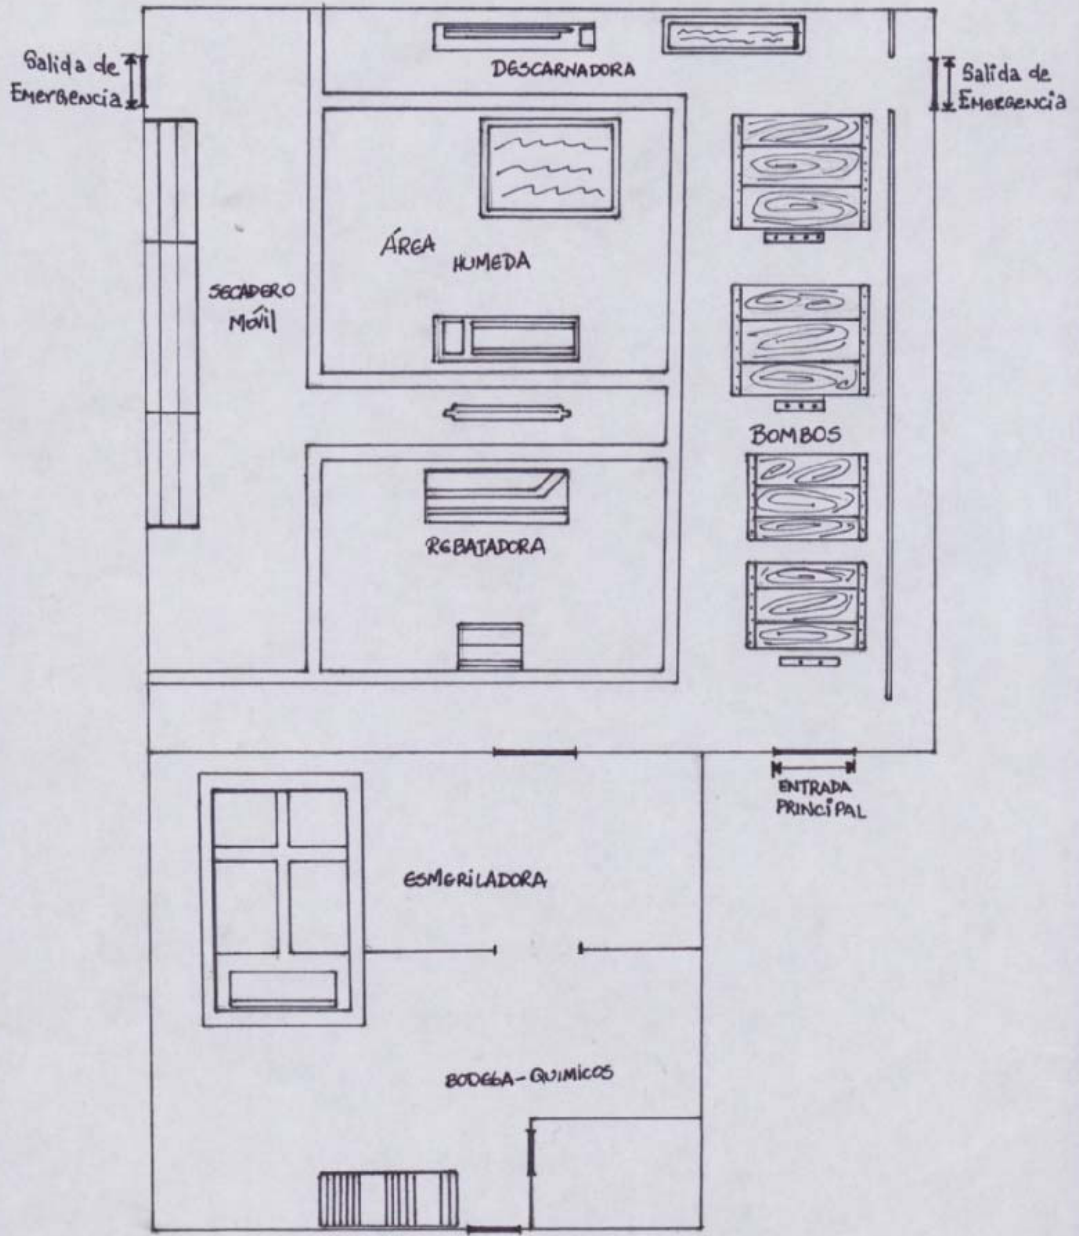 Salida de
EMERGENCIA
Salida de
EMERGENCIA
DESCARNADORA
ÁREA
HUMEDA
SECADERO
MÓVIL
BOMBOS
REBAJADORA
ENTRADA
PRINCIPAL
ESMERILADORA
BODEGA-QUIMICOS